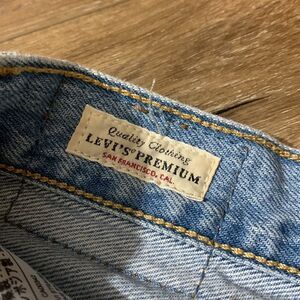 Quality Clothing
LEVI'S® PREMIUM
SAN FRANCISCO, CAL.